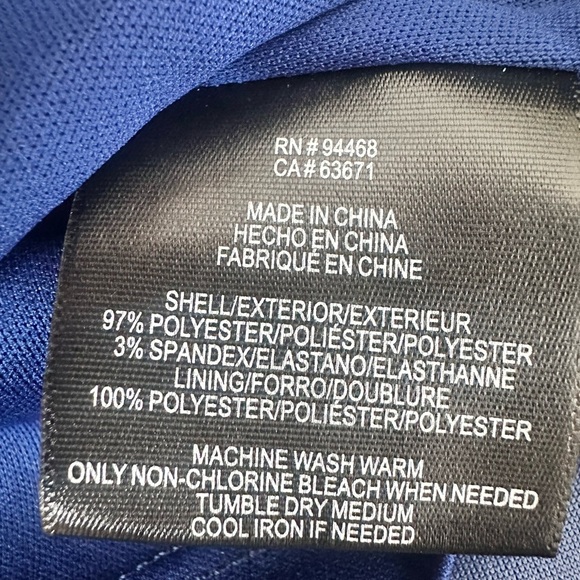 RN # 94468
CA # 63671
MADE IN CHINA
HECHO EN CHINA
FABRIQUÉ EN CHINE
SHELL/EXTERIOR/EXTERIEUR
97% POLYESTER/POLIÉSTER/POLYESTER
3% SPANDEX/ELASTANO/ELASTHANNE
LINING/FORRO/DOUBLURE
100% POLYESTER/POLIÉSTER/POLYESTER
MACHINE WASH WARM
ONLY NON-CHLORINE BLEACH WHEN NEEDED
TUMBLE DRY MEDIUM
COOL IRON IF NEEDED